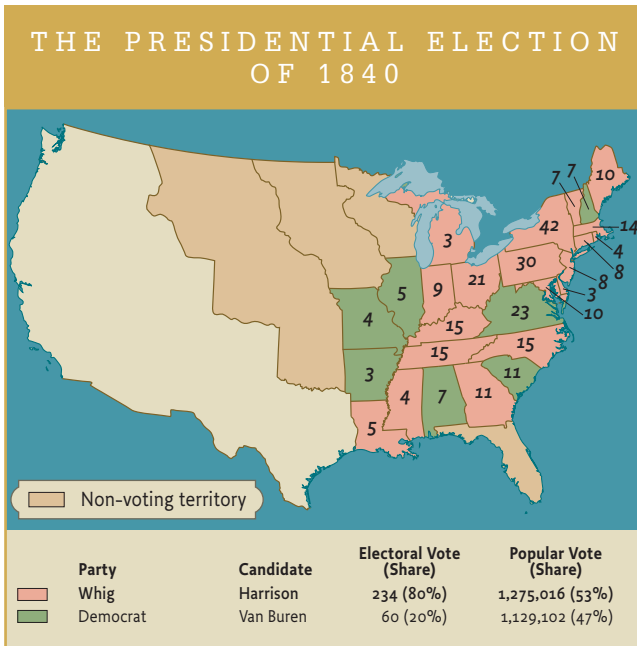 THE PRESIDENTIAL ELECTION
OF 1840
7 7 10
42 14
3 4
30 8
9 21 8
5 3
23 10
4 15
15 15
3 11
4 7 11
5
Non-voting territory
Party Candidate Electoral Vote (Share) Popular Vote (Share)
Whig Harrison 234 (80%) 1,275,016 (53%)
Democrat Van Buren 60 (20%) 1,129,102 (47%)